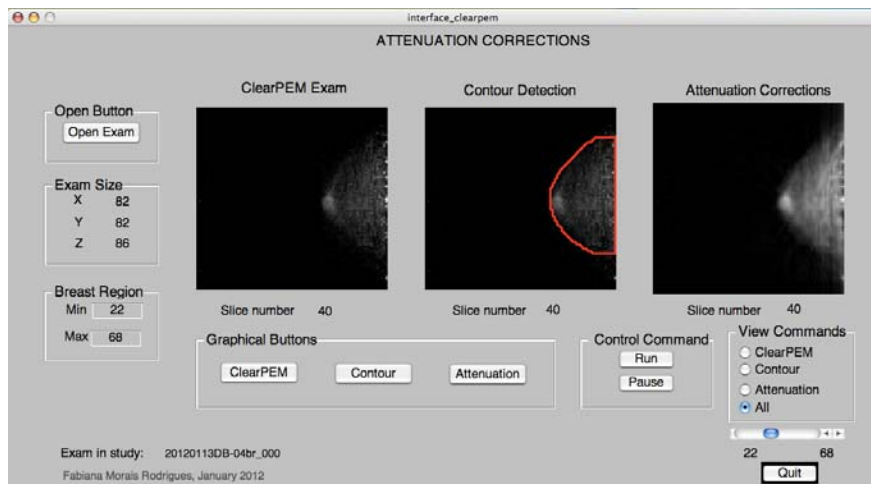 interface_clearpem
ATTENUATION CORRECTIONS
ClearPEM Exam
Contour Detection
Attenuation Corrections
Open Button
Open Exam
Exam Size
X 82
Y 82
Z 86
Breast Region
Min 22
Max 68
Slice number 40
Slice number 40
Slice number 40
Graphical Buttons
ClearPEM
Contour
Attenuation
Control Command
Run
Pause
View Commands
ClearPEM
Contour
Attenuation
All
22 68
Quit
Exam in study: 20120113DB-04br_000
Fabiana Morais Rodrigues, January 2012